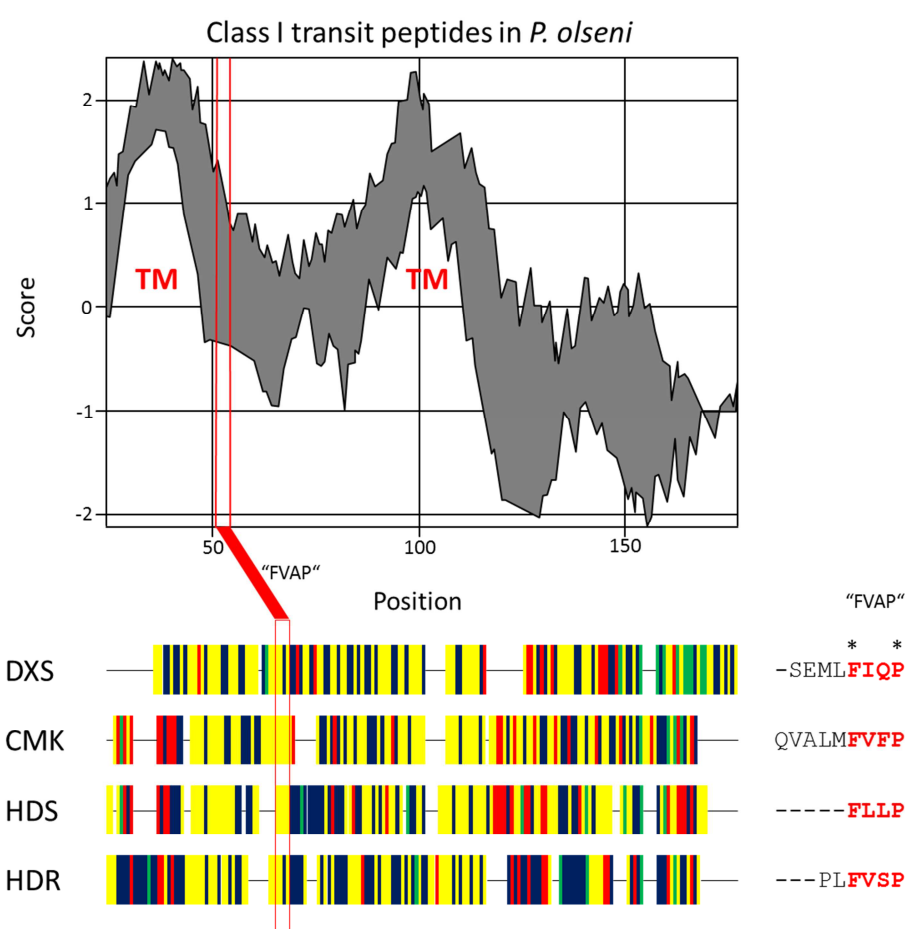 Class I transit peptides in P. olseni
2
1
0
-1
-2
Score
TM
TM
50
100
150
"FVAP"
Position
"FVAP"
* *
DXS
-SEMLFIQP
CMK
QVALMFVFP
HDS
-----FLLP
HDR
---PLFVSP